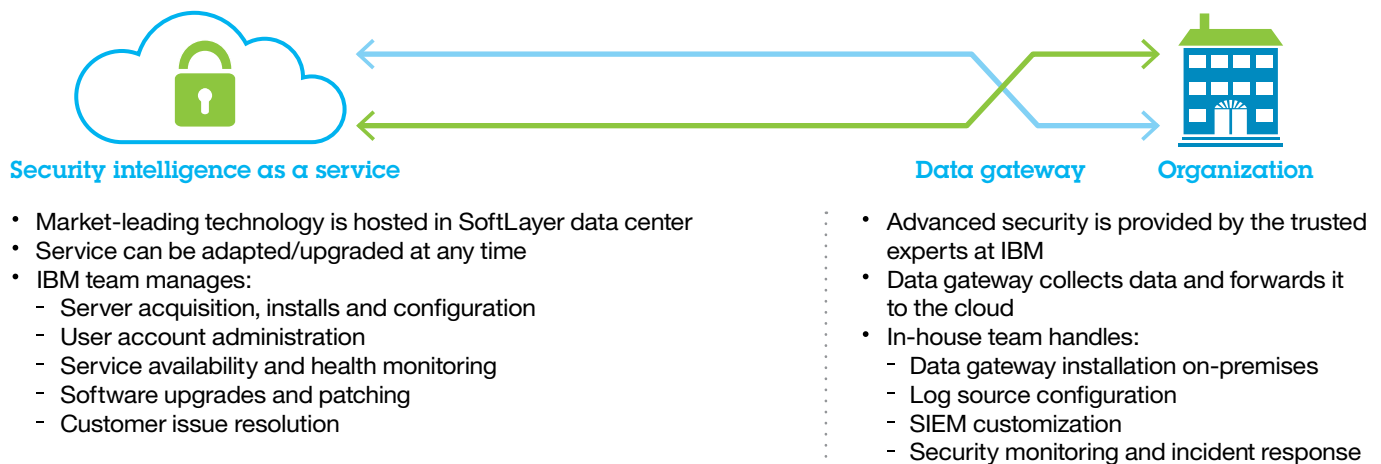 Security intelligence as a service
Data gateway
Organization
• Market-leading technology is hosted in SoftLayer data center
• Service can be adapted/upgraded at any time
• IBM team manages:
- Server acquisition, installs and configuration
- User account administration
- Service availability and health monitoring
- Software upgrades and patching
- Customer issue resolution
• Advanced security is provided by the trusted
experts at IBM
• Data gateway collects data and forwards it
to the cloud
• In-house team handles:
- Data gateway installation on-premises
- Log source configuration
- SIEM customization
- Security monitoring and incident response